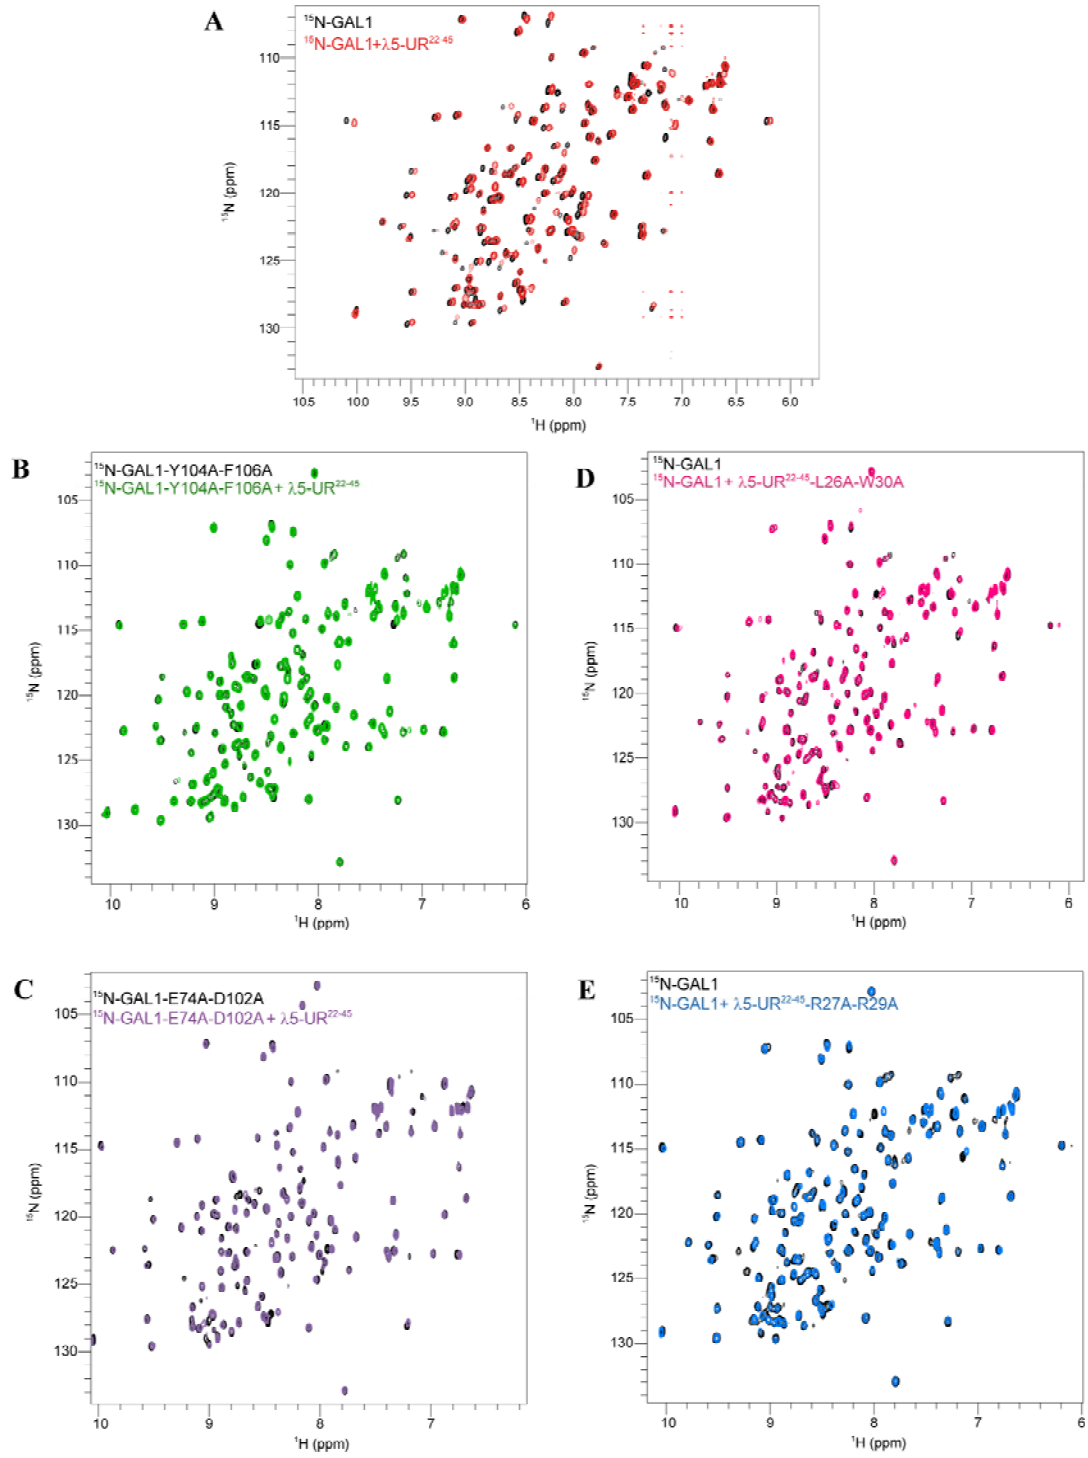 A
¹⁵N-GAL1
¹⁵N-GAL1+λ5-UR²²⁻⁴⁵
110
115
120
125
130
¹⁵N (ppm)
10.5 10.0 9.5 9.0 8.5 8.0 7.5 7.0 6.5 6.0
¹H (ppm)
B
¹⁵N-GAL1-Y104A-F106A
¹⁵N-GAL1-Y104A-F106A + λ5-UR²²⁻⁴⁵
105
110
115
120
125
130
¹⁵N (ppm)
10 9 8 7 6
¹H (ppm)
D
¹⁵N-GAL1
¹⁵N-GAL1 + λ5-UR²²⁻⁴⁵-L26A-W30A
105
110
115
120
125
130
¹⁵N (ppm)
10 9 8 7 6
¹H (ppm)
C
¹⁵N-GAL1-E74A-D102A
¹⁵N-GAL1-E74A-D102A + λ5-UR²²⁻⁴⁵
105
110
115
120
125
130
¹⁵N (ppm)
10 9 8 7
¹H (ppm)
E
¹⁵N-GAL1
¹⁵N-GAL1+ λ5-UR²²⁻⁴⁵-R27A-R29A
105
110
115
120
125
130
¹⁵N (ppm)
10 9 8 7 6
¹H (ppm)